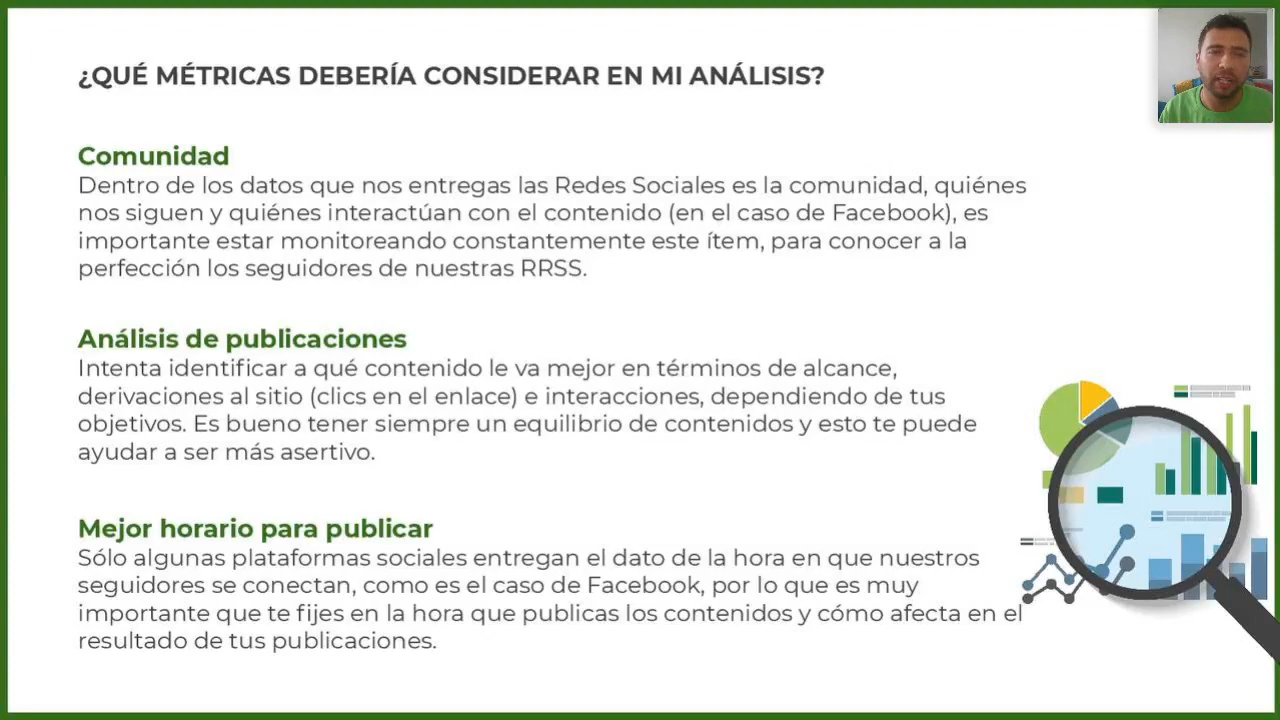 ¿QUÉ MÉTRICAS DEBERÍA CONSIDERAR EN MI ANÁLISIS?
Comunidad
Dentro de los datos que nos entregas las Redes Sociales es la comunidad, quiénes
nos siguen y quiénes interactúan con el contenido (en el caso de Facebook), es
importante estar monitoreando constantemente este ítem, para conocer a la
perfección los seguidores de nuestras RRSS.
Análisis de publicaciones
Intenta identificar a qué contenido le va mejor en términos de alcance,
derivaciones al sitio (clics en el enlace) e interacciones, dependiendo de tus
objetivos. Es bueno tener siempre un equilibrio de contenidos y esto te puede
ayudar a ser más asertivo.
Mejor horario para publicar
Sólo algunas plataformas sociales entregan el dato de la hora en que nuestros
seguidores se conectan, como es el caso de Facebook, por lo que es muy
importante que te fijes en la hora que publicas los contenidos y cómo afecta en el
resultado de tus publicaciones.